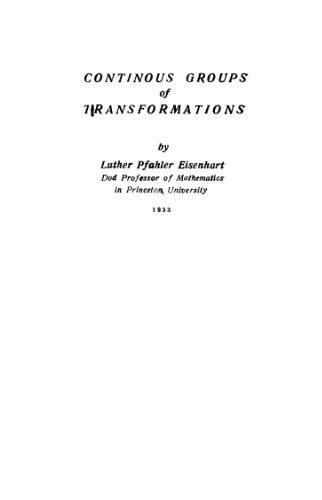 CONTINOUS GROUPS
of
TRANSFORMATIONS
by
Luther Pfahler Eisenhart
Dod Professor of Mathematics
in Princeton University
1933